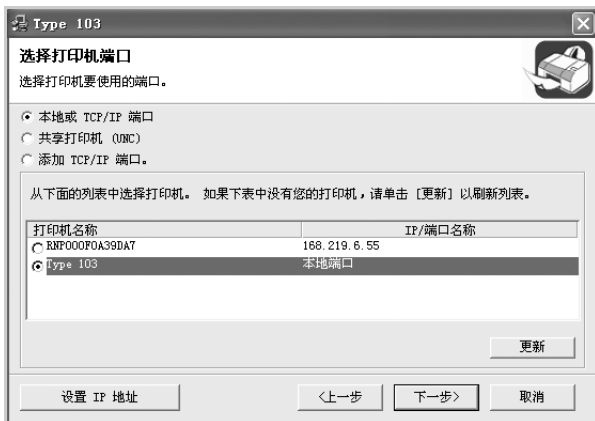 Type 103
选择打印机端口
选择打印机要使用的端口。
本地或 TCP/IP 端口
共享打印机 (UNC)
添加 TCP/IP 端口。
从下面的列表中选择打印机。 如果下表中没有您的打印机,请单击 [更新] 以刷新列表。
打印机名称 IP/端口名称
RNP000F0A39DA7 168.219.6.55
Type 103 本地端口
更新
设置 IP 地址 <上一步 下一步> 取消